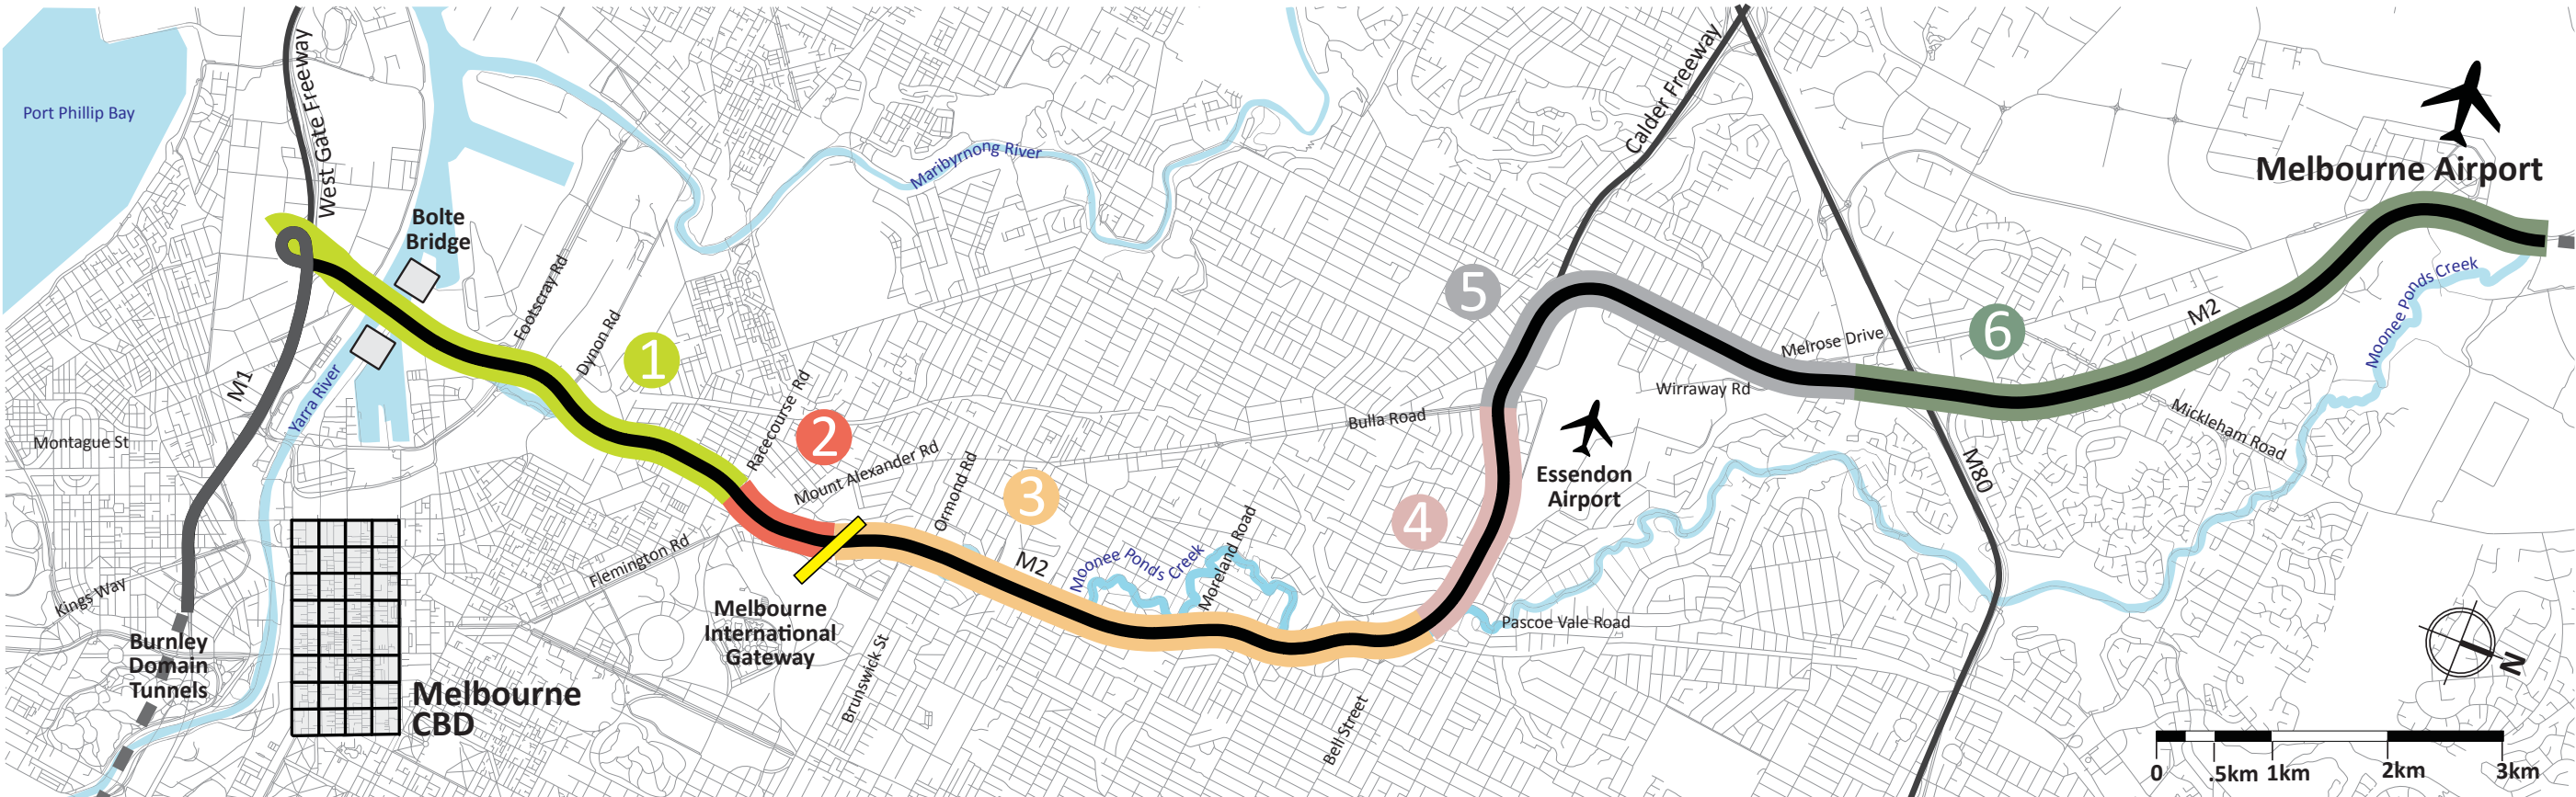 Port Phillip Bay
West Gate Freeway
Bolte
Bridge
Footscray Rd
Dynon Rd
1
M1
Yarra River
Montague St
Kings Way
Burnley
Domain
Tunnels
Melbourne
CBD
Maribyrnong River
Racecourse Rd
2
Mount Alexander Rd
Flemington Rd
Melbourne
International
Gateway
Brunswick St
Ormond Rd
3
M2
Moonee Ponds Creek
Moreland Road
Bell Street
Bulla Road
4
Pascoe Vale Road
5
Calder Freeway
Essendon
Airport
Wirraway Rd
Melrose Drive
6
M80
M2
Mickleham Road
Moonee Ponds Creek
Melbourne Airport
N
0 .5km 1km 2km 3km